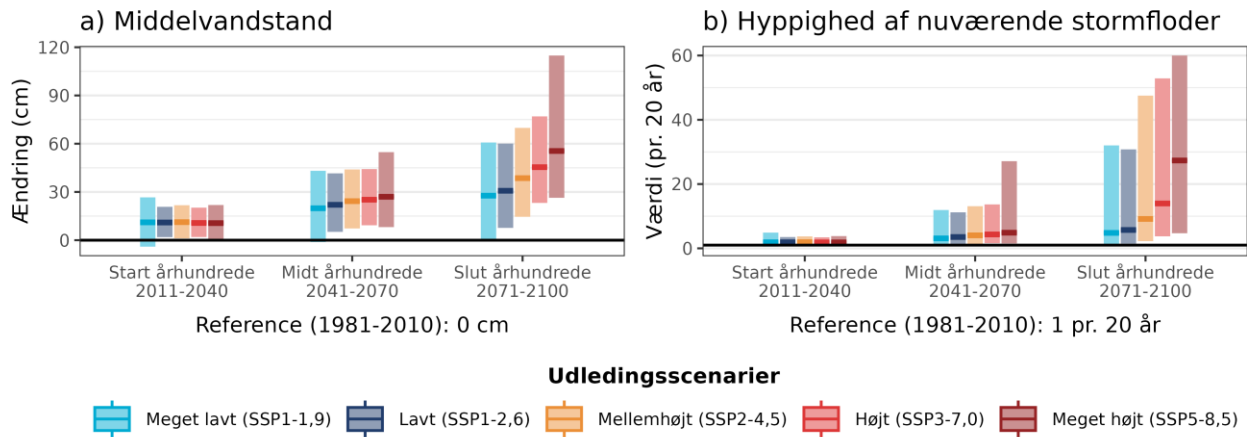 a) Middelvandstand
Ændring (cm)
120
90
60
30
0
Start århundrede
2011-2040
Midt århundrede
2041-2070
Slut århundrede
2071-2100
Reference (1981-2010): 0 cm
b) Hyppighed af nuværende stormfloder
Værdi (pr. 20 år)
60
40
20
0
Start århundrede
2011-2040
Midt århundrede
2041-2070
Slut århundrede
2071-2100
Reference (1981-2010): 1 pr. 20 år
Udledingsscenarier
Meget lavt (SSP1-1,9)
Lavt (SSP1-2,6)
Mellemhøjt (SSP2-4,5)
Højt (SSP3-7,0)
Meget højt (SSP5-8,5)